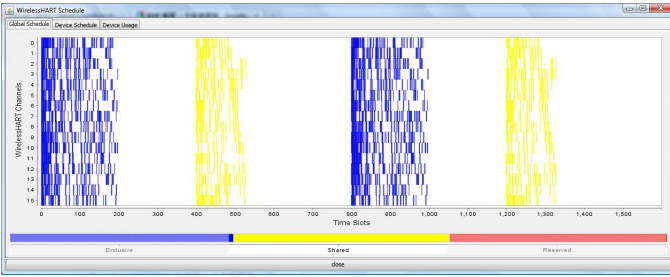 WirelessHART Schedule
Global Schedule Device Schedule Device Usage
WirelessHART Channels
0
1
2
3
4
5
6
7
8
9
10
11
12
13
14
15
0 100 200 300 400 500 600 700 800 900 1,000 1,100 1,200 1,300 1,400 1,500
Time Slots
Exclusive Shared Reserved
close